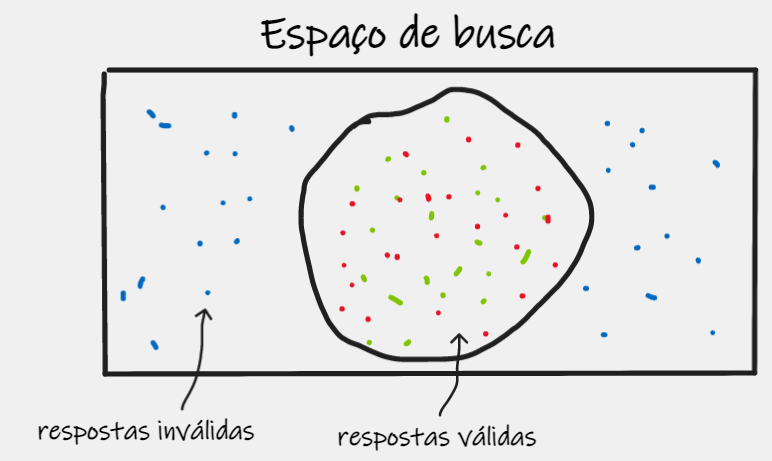 Espaço de busca
respostas inválidas
respostas válidas